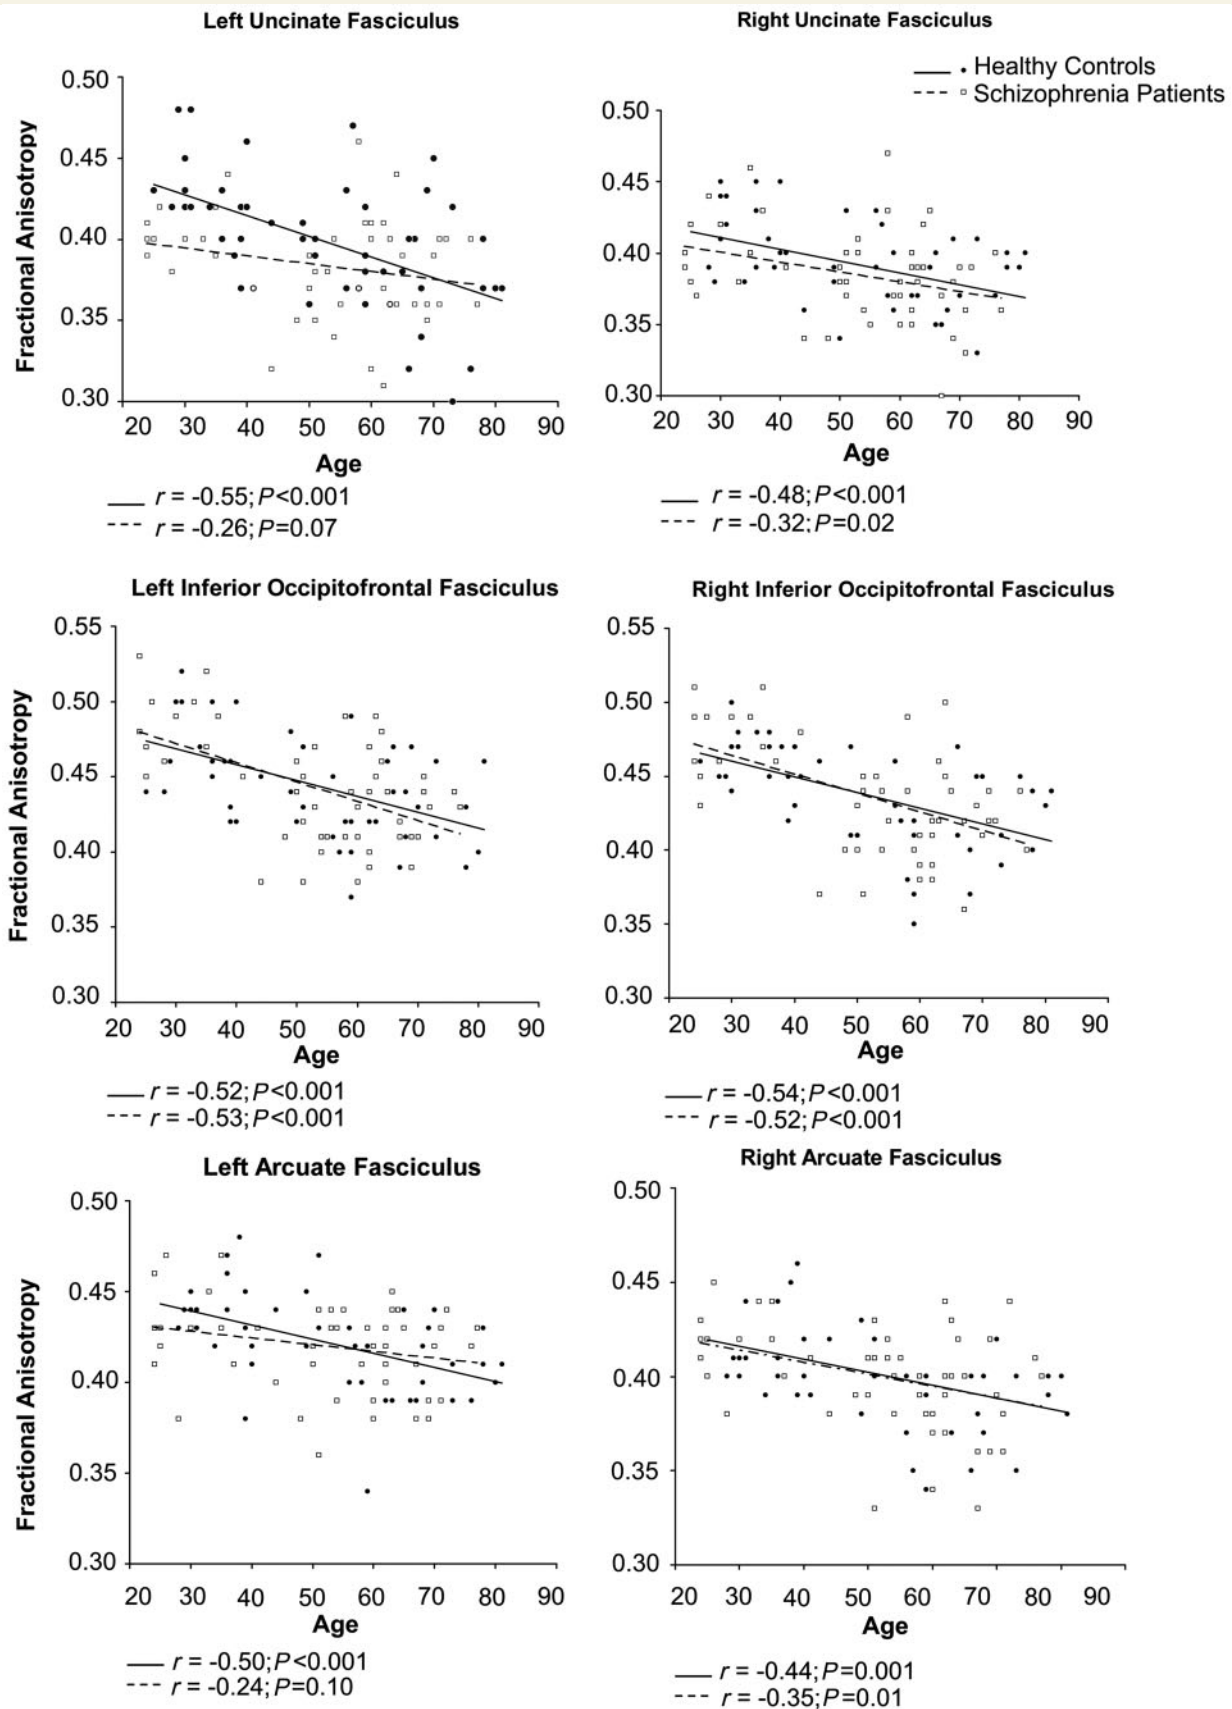 Left Uncinate Fasciculus
Right Uncinate Fasciculus
Healthy Controls
Schizophrenia Patients
Fractional Anisotropy
0.50
0.45
0.40
0.35
0.30
20 30 40 50 60 70 80 90
Age
r = -0.55; P<0.001
r = -0.26; P=0.07
0.50
0.45
0.40
0.35
0.30
20 30 40 50 60 70 80 90
Age
r = -0.48; P<0.001
r = -0.32; P=0.02
Left Inferior Occipitofrontal Fasciculus
Right Inferior Occipitofrontal Fasciculus
Fractional Anisotropy
0.55
0.50
0.45
0.40
0.35
0.30
20 30 40 50 60 70 80 90
Age
r = -0.52; P<0.001
r = -0.53; P<0.001
0.55
0.50
0.45
0.40
0.35
0.30
20 30 40 50 60 70 80 90
Age
r = -0.54; P<0.001
r = -0.52; P<0.001
Left Arcuate Fasciculus
Right Arcuate Fasciculus
Fractional Anisotropy
0.50
0.45
0.40
0.35
0.30
20 30 40 50 60 70 80 90
Age
r = -0.50; P<0.001
r = -0.24; P=0.10
0.50
0.45
0.40
0.35
0.30
20 30 40 50 60 70 80 90
Age
r = -0.44; P=0.001
r = -0.35; P=0.01